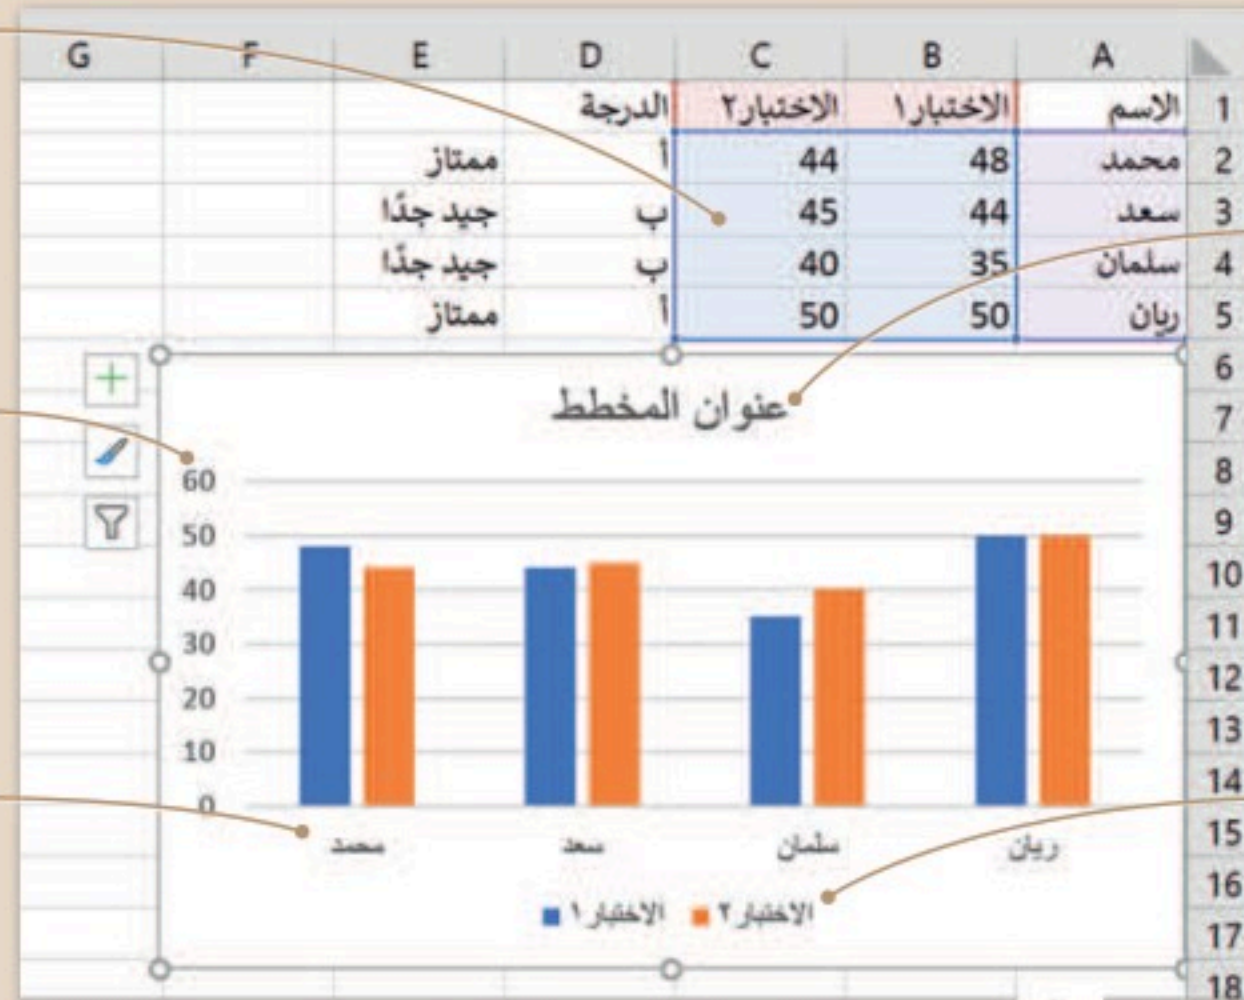 A B C D E F G
1 الاسم الاختبار١ الاختبار٢ الدرجة
2 محمد 48 44 أ ممتاز
3 سعد 44 45 ب جيد جدًا
4 سلمان 35 40 ب جيد جدًا
5 ريان 50 50 أ ممتاز
6
7
8
9
10
11
12
13
14
15
16
17
18
عنوان المخطط
60
50
40
30
20
10
0
محمد سعد سلمان ريان
الاختبار١ الاختبار٢